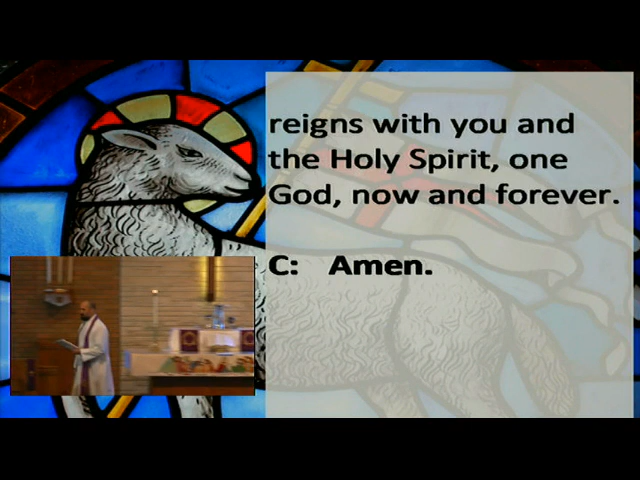 reigns with you and
the Holy Spirit, one
God, now and forever.
C: Amen.